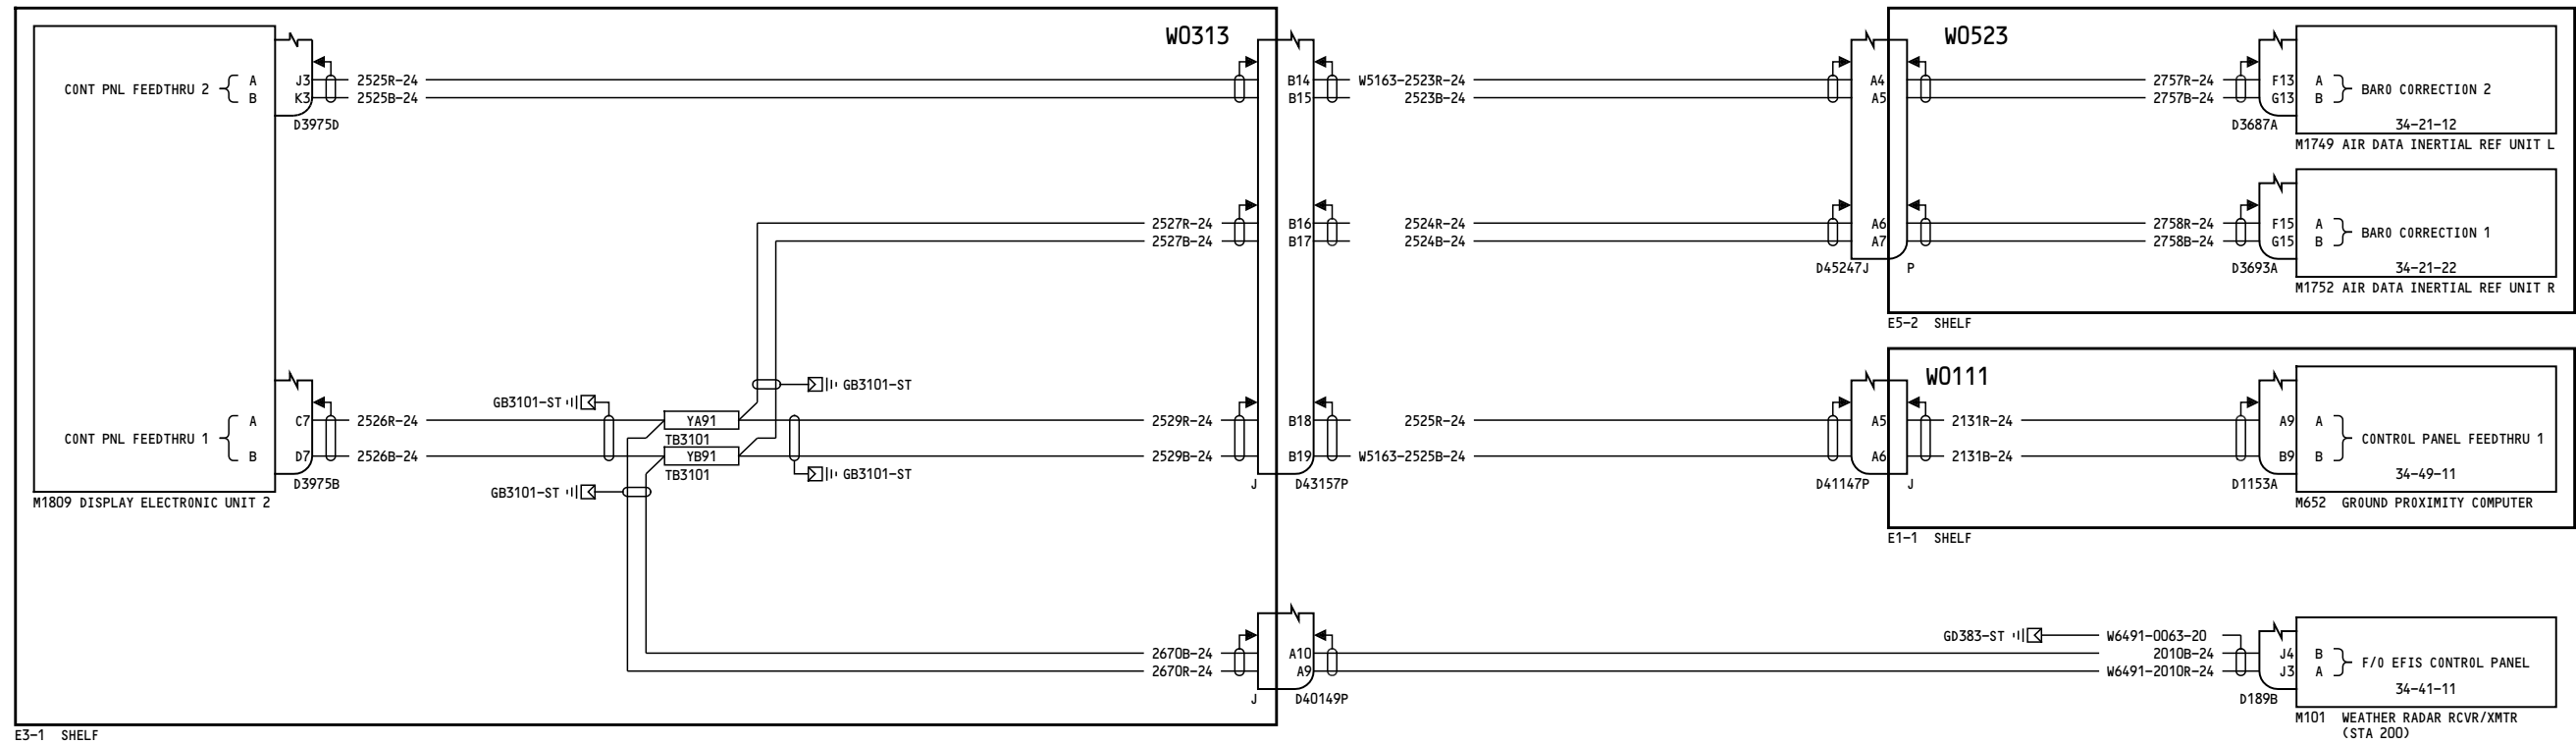 W0313
W0523
CONT PNL FEEDTHRU 2
A
B
J3
K3
2525R-24
2525B-24
D3975D
B14
B15
W5163-2523R-24
2523B-24
A4
A5
2757R-24
2757B-24
F13
G13
A
B
BARO CORRECTION 2
D3687A
34-21-12
M1749 AIR DATA INERTIAL REF UNIT L
2527R-24
2527B-24
B16
B17
2524R-24
2524B-24
A6
A7
D45247J
P
2758R-24
2758B-24
F15
G15
A
B
BARO CORRECTION 1
D3693A
34-21-22
M1752 AIR DATA INERTIAL REF UNIT R
E5-2 SHELF
W0111
CONT PNL FEEDTHRU 1
A
B
C7
D7
2526R-24
2526B-24
D3975B
M1809 DISPLAY ELECTRONIC UNIT 2
GB3101-ST
GB3101-ST
YA91
TB3101
YB91
TB3101
GB3101-ST
GB3101-ST
2529R-24
2529B-24
B18
B19
J
D43157P
2525R-24
W5163-2525B-24
A5
A6
D41147P
J
2131R-24
2131B-24
A9
B9
A
B
CONTROL PANEL FEEDTHRU 1
D1153A
34-49-11
M652 GROUND PROXIMITY COMPUTER
E1-1 SHELF
2670B-24
2670R-24
A10
A9
J
D40149P
GD383-ST
W6491-0063-20
2010B-24
W6491-2010R-24
J4
J3
B
A
F/O EFIS CONTROL PANEL
D189B
34-41-11
M101 WEATHER RADAR RCVR/XMTR
(STA 200)
E3-1 SHELF